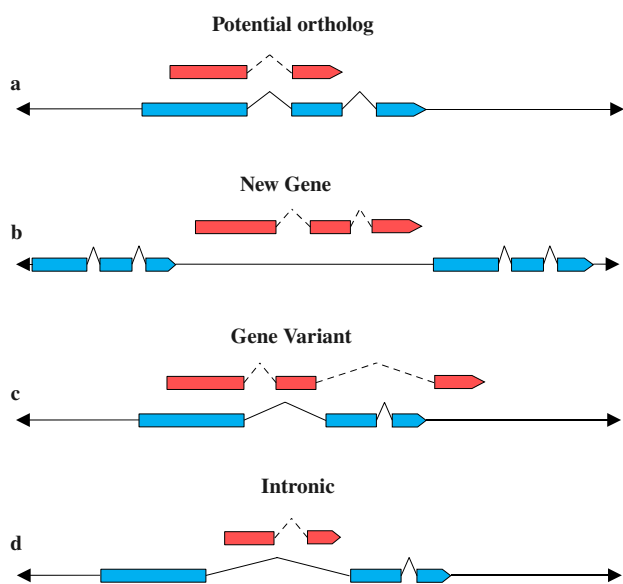 Potential ortholog
a
New Gene
b
Gene Variant
c
Intronic
d